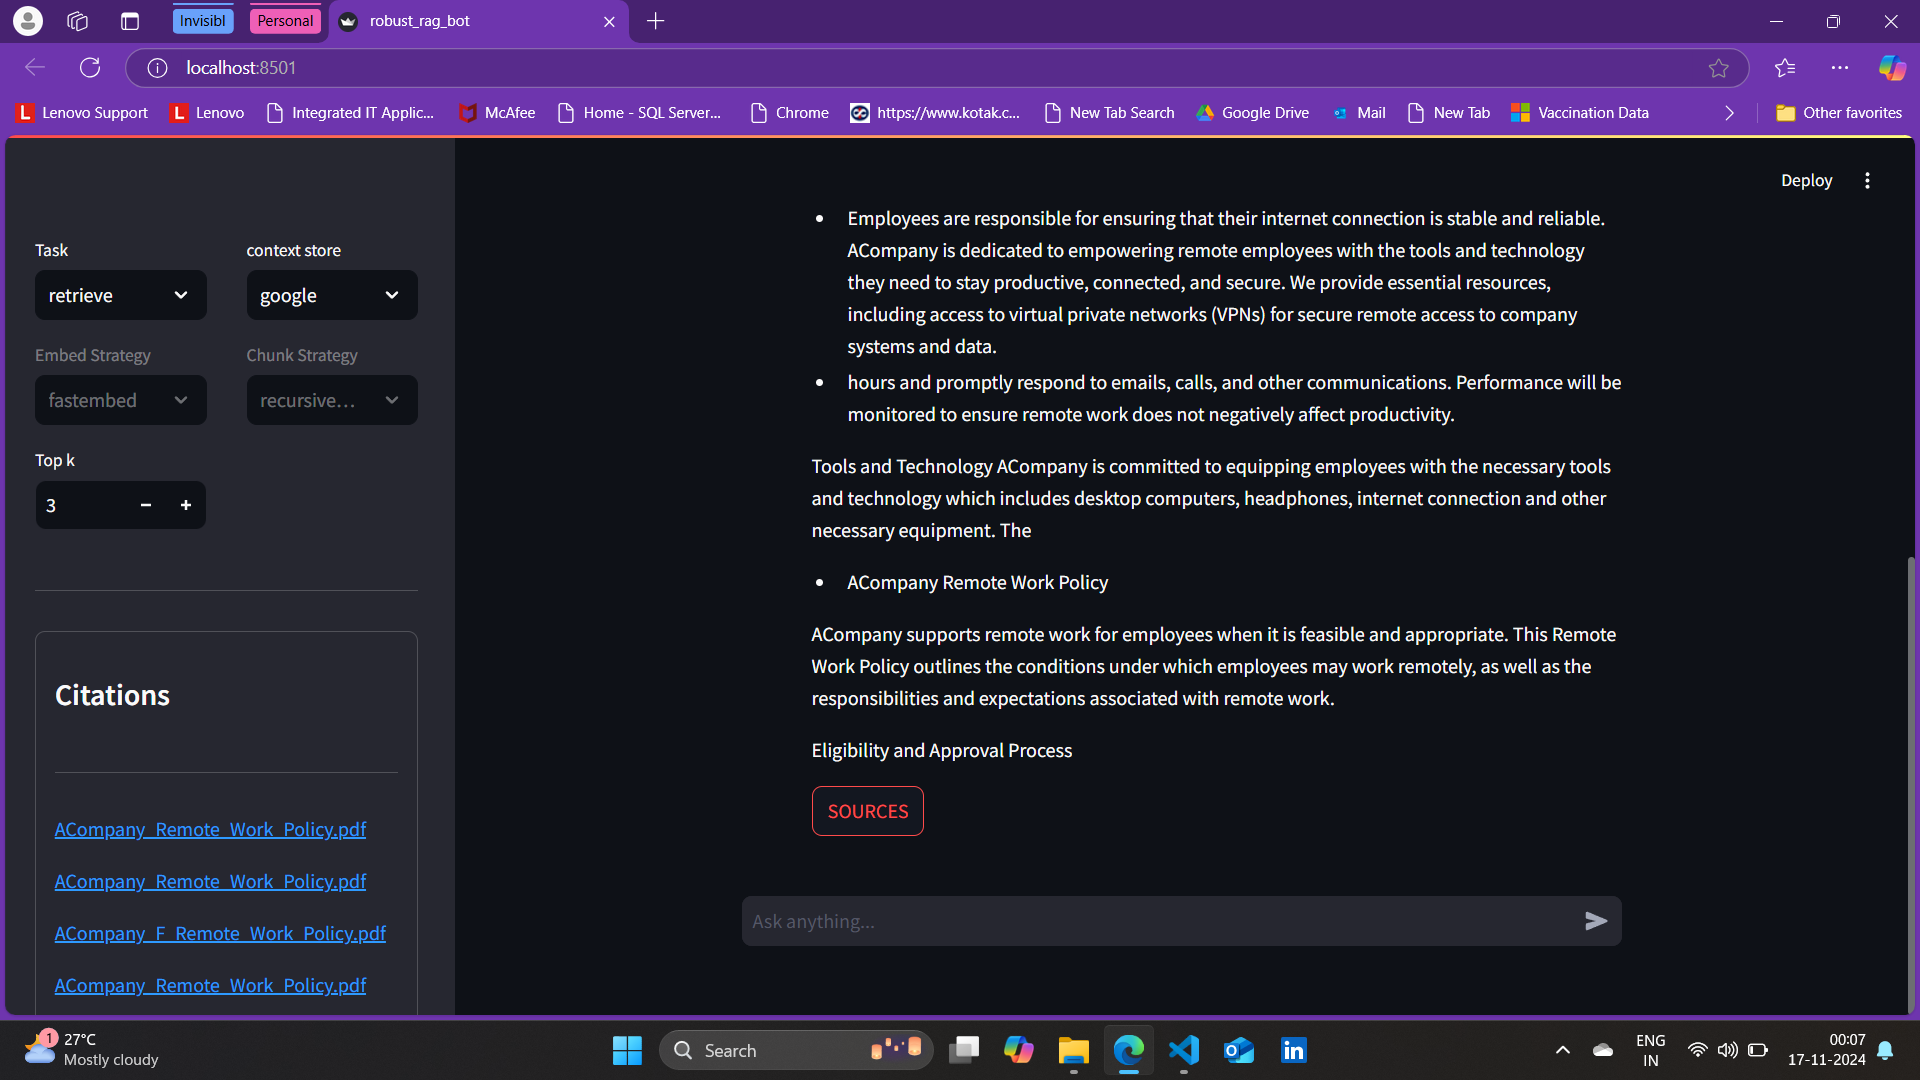 Invisibl
Personal
robust_rag_bot
localhost:8501
Lenovo Support
Lenovo
Integrated IT Applic...
McAfee
Home - SQL Server...
Chrome
https://www.kotak.c...
New Tab Search
Google Drive
Mail
New Tab
Vaccination Data
Other favorites
Deploy
Task
context store
retrieve
google
Embed Strategy
Chunk Strategy
fastembed
recursive...
Top k
3
Citations
ACompany_Remote_Work_Policy.pdf
ACompany_Remote_Work_Policy.pdf
ACompany_F_Remote_Work_Policy.pdf
ACompany_Remote_Work_Policy.pdf
Employees are responsible for ensuring that their internet connection is stable and reliable.
ACompany is dedicated to empowering remote employees with the tools and technology
they need to stay productive, connected, and secure. We provide essential resources,
including access to virtual private networks (VPNs) for secure remote access to company
systems and data.
hours and promptly respond to emails, calls, and other communications. Performance will be
monitored to ensure remote work does not negatively affect productivity.
Tools and Technology ACompany is committed to equipping employees with the necessary tools
and technology which includes desktop computers, headphones, internet connection and other
necessary equipment. The
ACompany Remote Work Policy
ACompany supports remote work for employees when it is feasible and appropriate. This Remote
Work Policy outlines the conditions under which employees may work remotely, as well as the
responsibilities and expectations associated with remote work.
Eligibility and Approval Process
SOURCES
Ask anything...
1
27°C
Mostly cloudy
Search
in
ENG
IN
00:07
17-11-2024